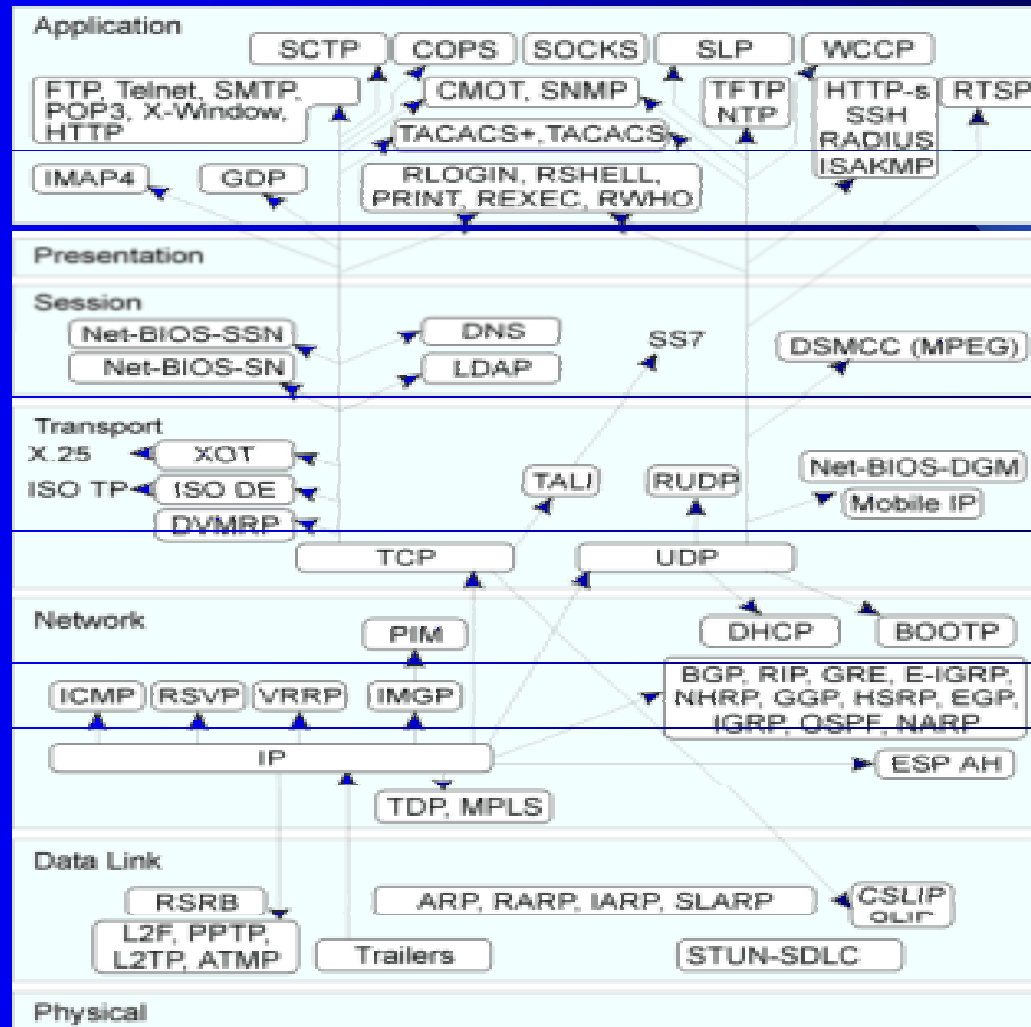 Application
SCTP
COPS
SOCKS
SLP
WCCP
FTP, Telnet, SMTP,
POP3, X-Window,
HTTP
CMOT, SNMP
TFTP
NTP
HTTP-s
SSH
RADIUS
ISAKMP
RTSP
TACACS+,TACACS
IMAP4
GDP
RLOGIN, RSHELL,
PRINT, REXEC, RWHO
Presentation
Session
Net-BIOS-SSN
DNS
SS7
DSMCC (MPEG)
Net-BIOS-SN
LDAP
Transport
X.25
XOT
Net-BIOS-DGM
ISO TP
ISO DE
TALI
RUDP
Mobile IP
DVMRP
TCP
UDP
Network
PIM
DHCP
BOOTP
ICMP
RSVP
VRRP
IMGP
BGP, RIP, GRE, E-IGRP,
NHRP, GGP, HSRP, EGP,
IGRP, OSPF, NARP
IP
ESP AH
TDP, MPLS
Data Link
RSRB
ARP, RARP, IARP, SLARP
CSLIP
L2F, PPTP,
L2TP, ATMP
Trailers
STUN-SDLC
Physical